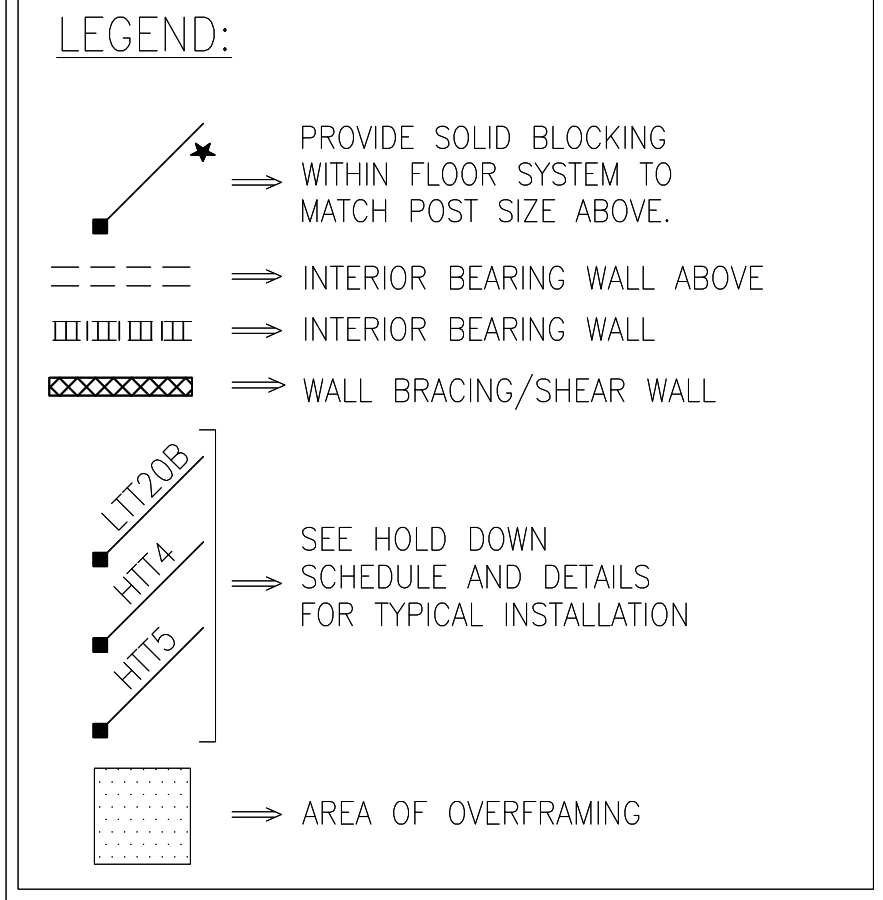 LEGEND:
PROVIDE SOLID BLOCKING
WITHIN FLOOR SYSTEM TO
MATCH POST SIZE ABOVE.
INTERIOR BEARING WALL ABOVE
INTERIOR BEARING WALL
WALL BRACING/SHEAR WALL
LTT20B
HTT4
HTT5
SEE HOLD DOWN
SCHEDULE AND DETAILS
FOR TYPICAL INSTALLATION
AREA OF OVERFRAMING